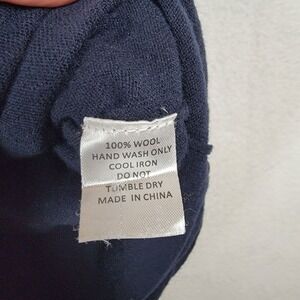 100% WOOL
HAND WASH ONLY
COOL IRON
DO NOT
TUMBLE DRY
MADE IN CHINA